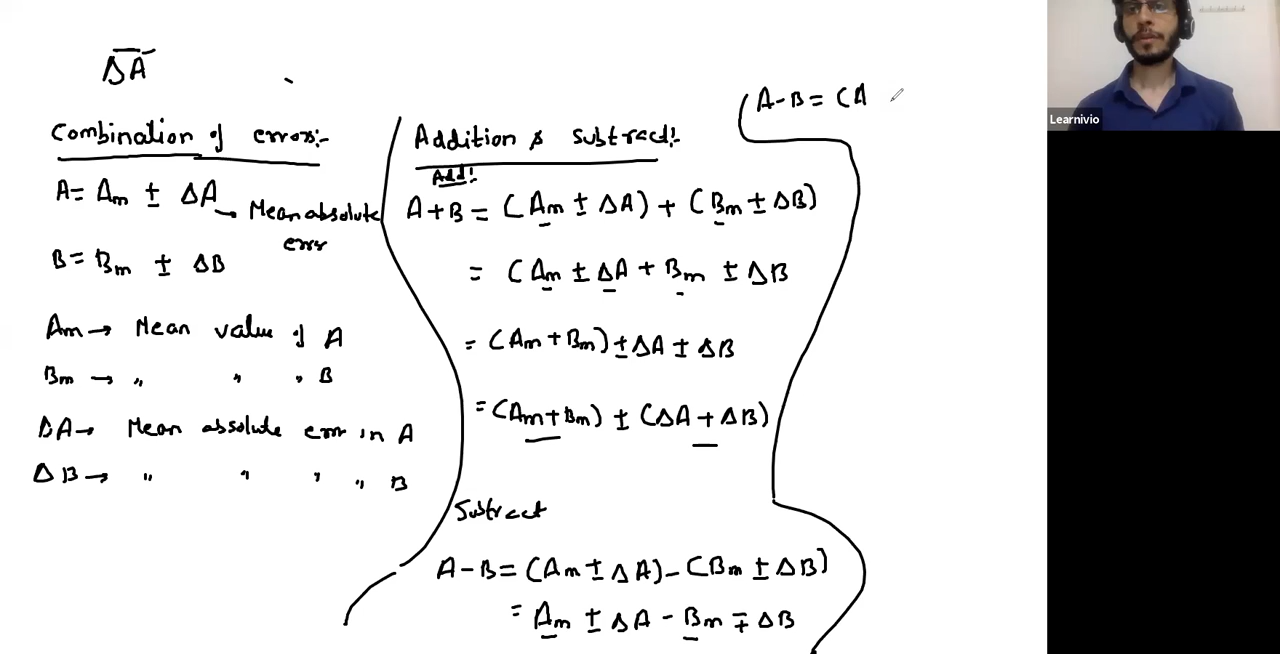 ΔA̅
Combination of errors:-
A = Am ± ΔA → Mean absolute
error
B = Bm ± ΔB
Am → Mean value of A
Bm → " " " B
ΔA → Mean absolute error in A
ΔB → " " " " B
Addition & subtract:-
Add:
A+B = (Am ± ΔA) + (Bm ± ΔB)
= (Am ± ΔA + Bm ± ΔB
= (Am + Bm) ± ΔA ± ΔB
= (Am + Bm) ± (ΔA + ΔB)
Subtract
A-B = (Am ± ΔA) - (Bm ± ΔB)
= Am ± ΔA - Bm ∓ ΔB
A-B = (A
Learnivio